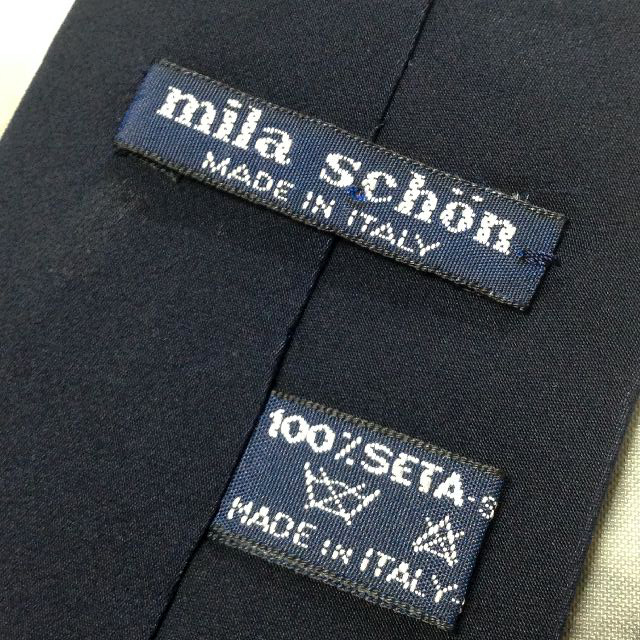 mila schön
MADE IN ITALY
100% SETA-S
MADE IN ITALY-